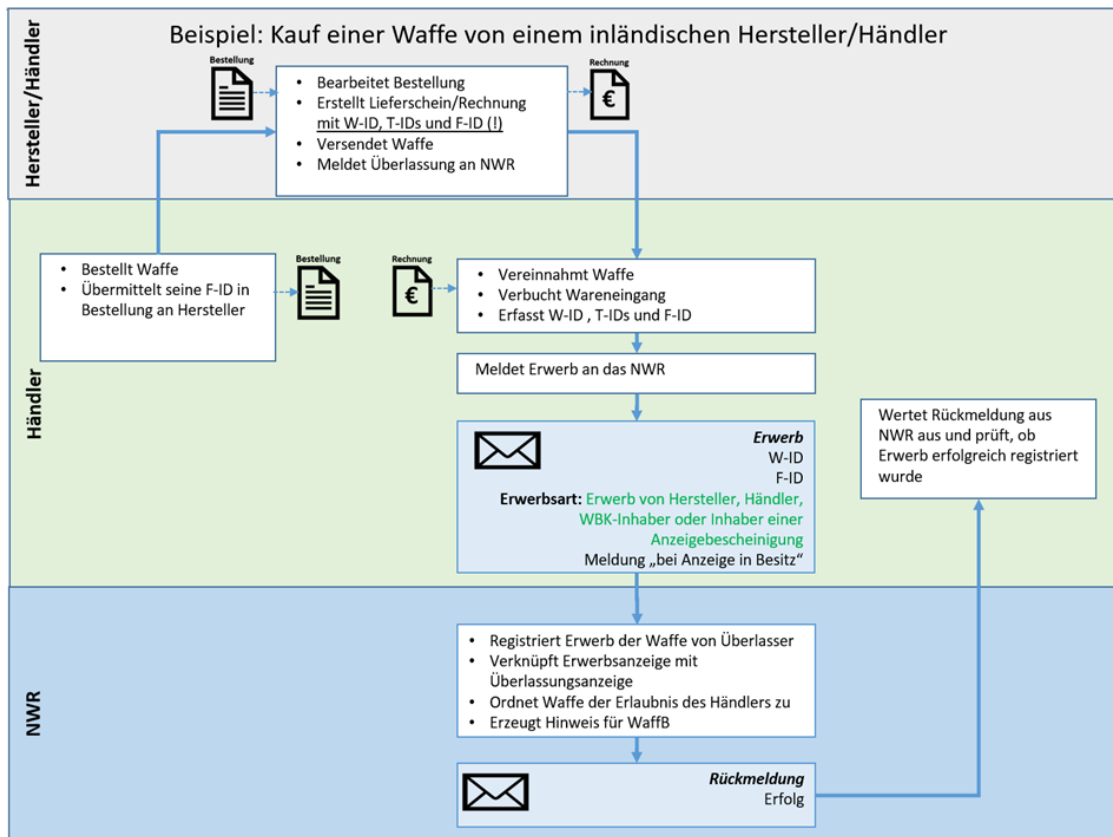 Beispiel: Kauf einer Waffe von einem inländischen Hersteller/Händler
Hersteller/Händler
Bestellung
• Bearbeitet Bestellung
• Erstellt Lieferschein/Rechnung
mit W-ID, T-IDs und F-ID (!)
• Versendet Waffe
• Meldet Überlassung an NWR
Rechnung
€
Händler
• Bestellt Waffe
• Übermittelt seine F-ID in
Bestellung an Hersteller
Bestellung
Rechnung
€
• Vereinnahmt Waffe
• Verbucht Wareneingang
• Erfasst W-ID , T-IDs und F-ID
Meldet Erwerb an das NWR
Erwerb
W-ID
F-ID
Erwerbsart: Erwerb von Hersteller, Händler,
WBK-Inhaber oder Inhaber einer
Anzeigebescheinigung
Meldung „bei Anzeige in Besitz“
Wertet Rückmeldung aus
NWR aus und prüft, ob
Erwerb erfolgreich registriert
wurde
NWR
• Registriert Erwerb der Waffe von Überlasser
• Verknüpft Erwerbsanzeige mit
Überlassungsanzeige
• Ordnet Waffe der Erlaubnis des Händlers zu
• Erzeugt Hinweis für WaffB
Rückmeldung
Erfolg